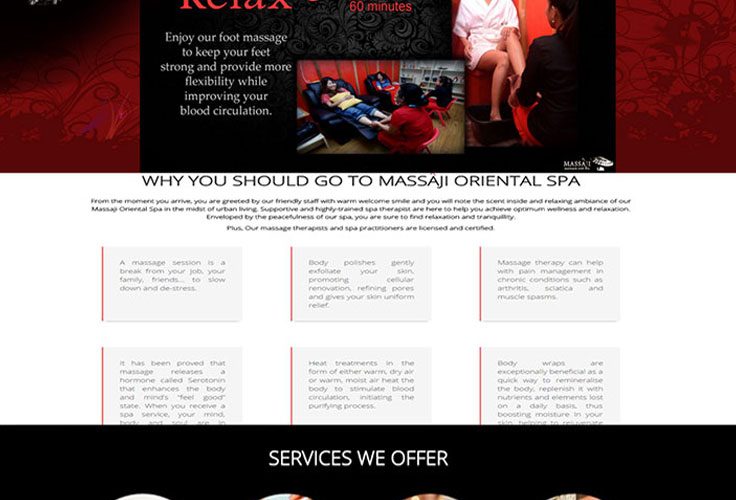 Relax
60 minutes
Enjoy our foot massage
to keep your feet
strong and provide more
flexibility while
improving your
blood circulation.
MASSAJI
WHY YOU SHOULD GO TO MASSAJI ORIENTAL SPA
From the moment you arrive, you are greeted by our friendly staff with warm welcome smile and you will note the scent inside and relaxing ambiance of our
Massaji Oriental Spa in the midst of urban living. Supportive and highly-trained spa therapist are here to help you achieve optimum wellness and relaxation.
Enveloped by the peacefulness of our spa, you are sure to find relaxation and tranquillity.
Plus, Our massage therapists and spa practitioners are licensed and certified.
A massage session is a
break from your job, your
family, friends... to slow
down and de-stress.
Body polishes gently
exfoliate your skin,
promoting cellular
renovation, refining pores
and gives your skin uniform
relief.
Massage therapy can help
with pain management in
chronic conditions such as
arthritis, sciatica and
muscle spasms.
It has been proved that
massage releases a
hormone called Serotonin
that enhances the body
and mind's "feel good"
state. When you receive a
spa service, your mind,
body and soul are in
Heat treatments in the
form of either warm, dry air
or warm, moist air heat the
body to stimulate blood
circulation, initiating the
purifying process.
Body wraps are
exceptionally beneficial as a
quick way to remineralise the
body, replenish it with
nutrients and elements lost
on a daily basis, thus
boosting moisture in your
skin, helping to rejuvenate
SERVICES WE OFFER